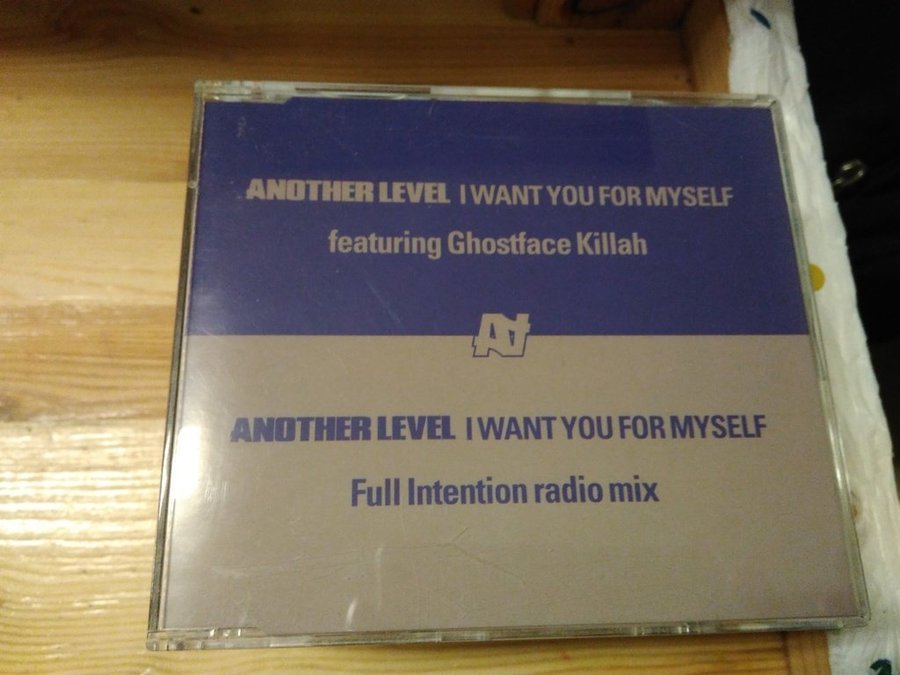 ANOTHER LEVEL I WANT YOU FOR MYSELF
featuring Ghostface Killah
ANOTHER LEVEL I WANT YOU FOR MYSELF
Full Intention radio mix